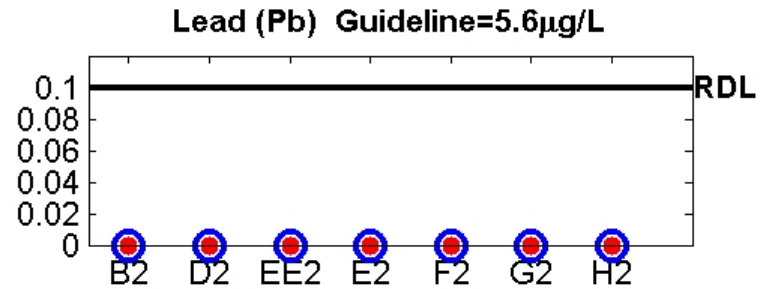 Lead (Pb) Guideline=5.6μg/L
0.1
RDL
0.08
0.06
0.04
0.02
0
B2 D2 EE2 E2 F2 G2 H2